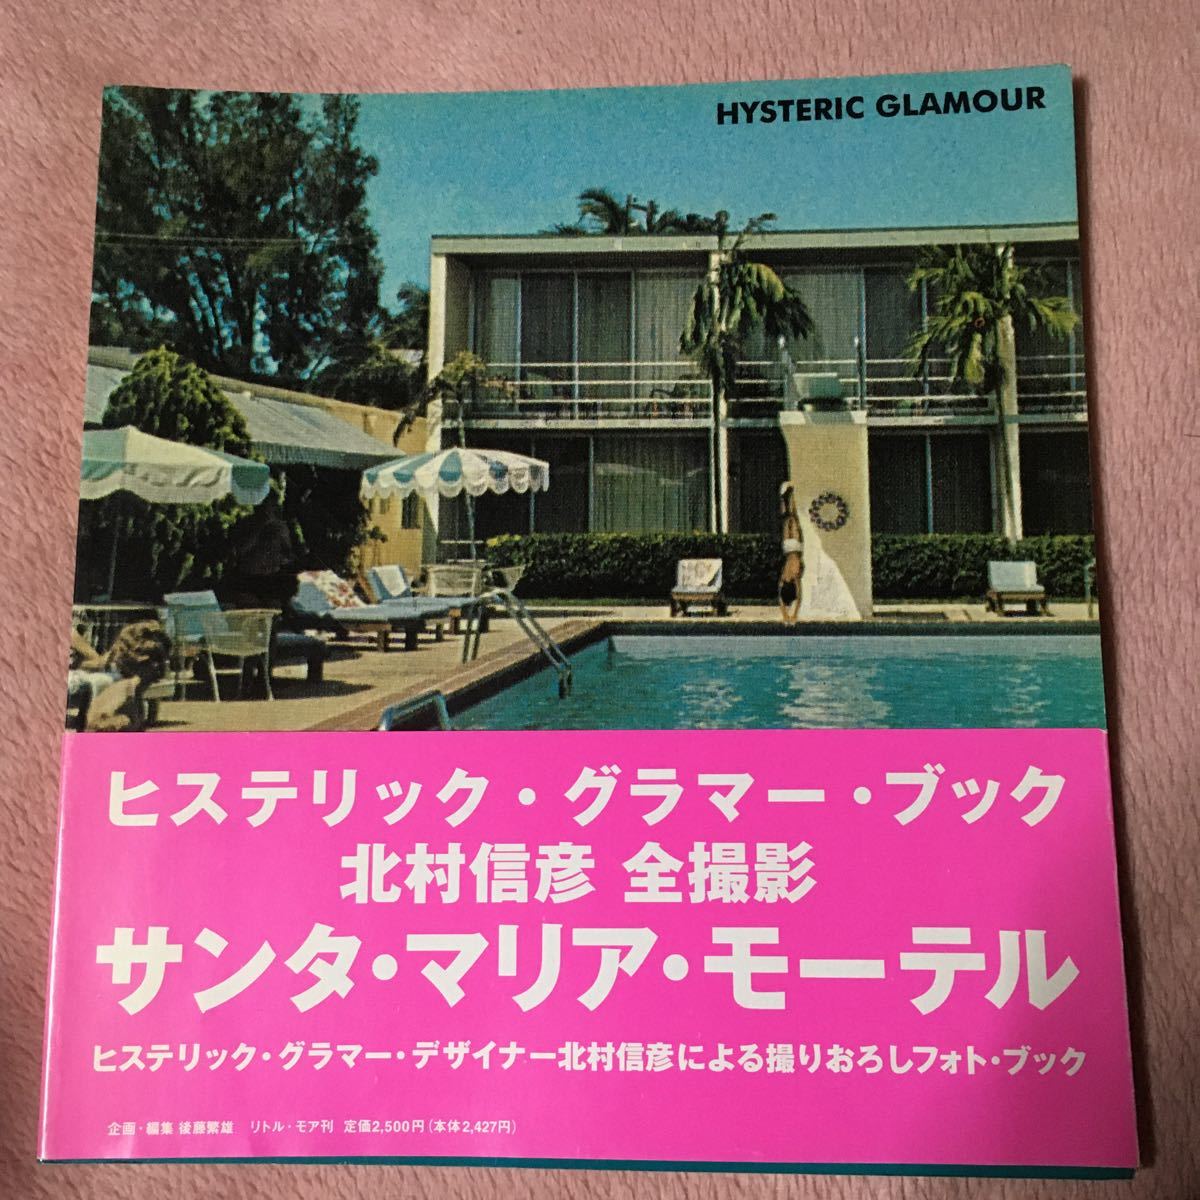 HYSTERIC GLAMOUR
ヒステリック・グラマー・ブック
北村信彦 全撮影
サンタ・マリア・モーテル
ヒステリック・グラマー・デザイナー北村信彦による撮りおろしフォト・ブック
企画・編集 後藤繁雄 リトル・モア刊 定価2,500円(本体2,427円)